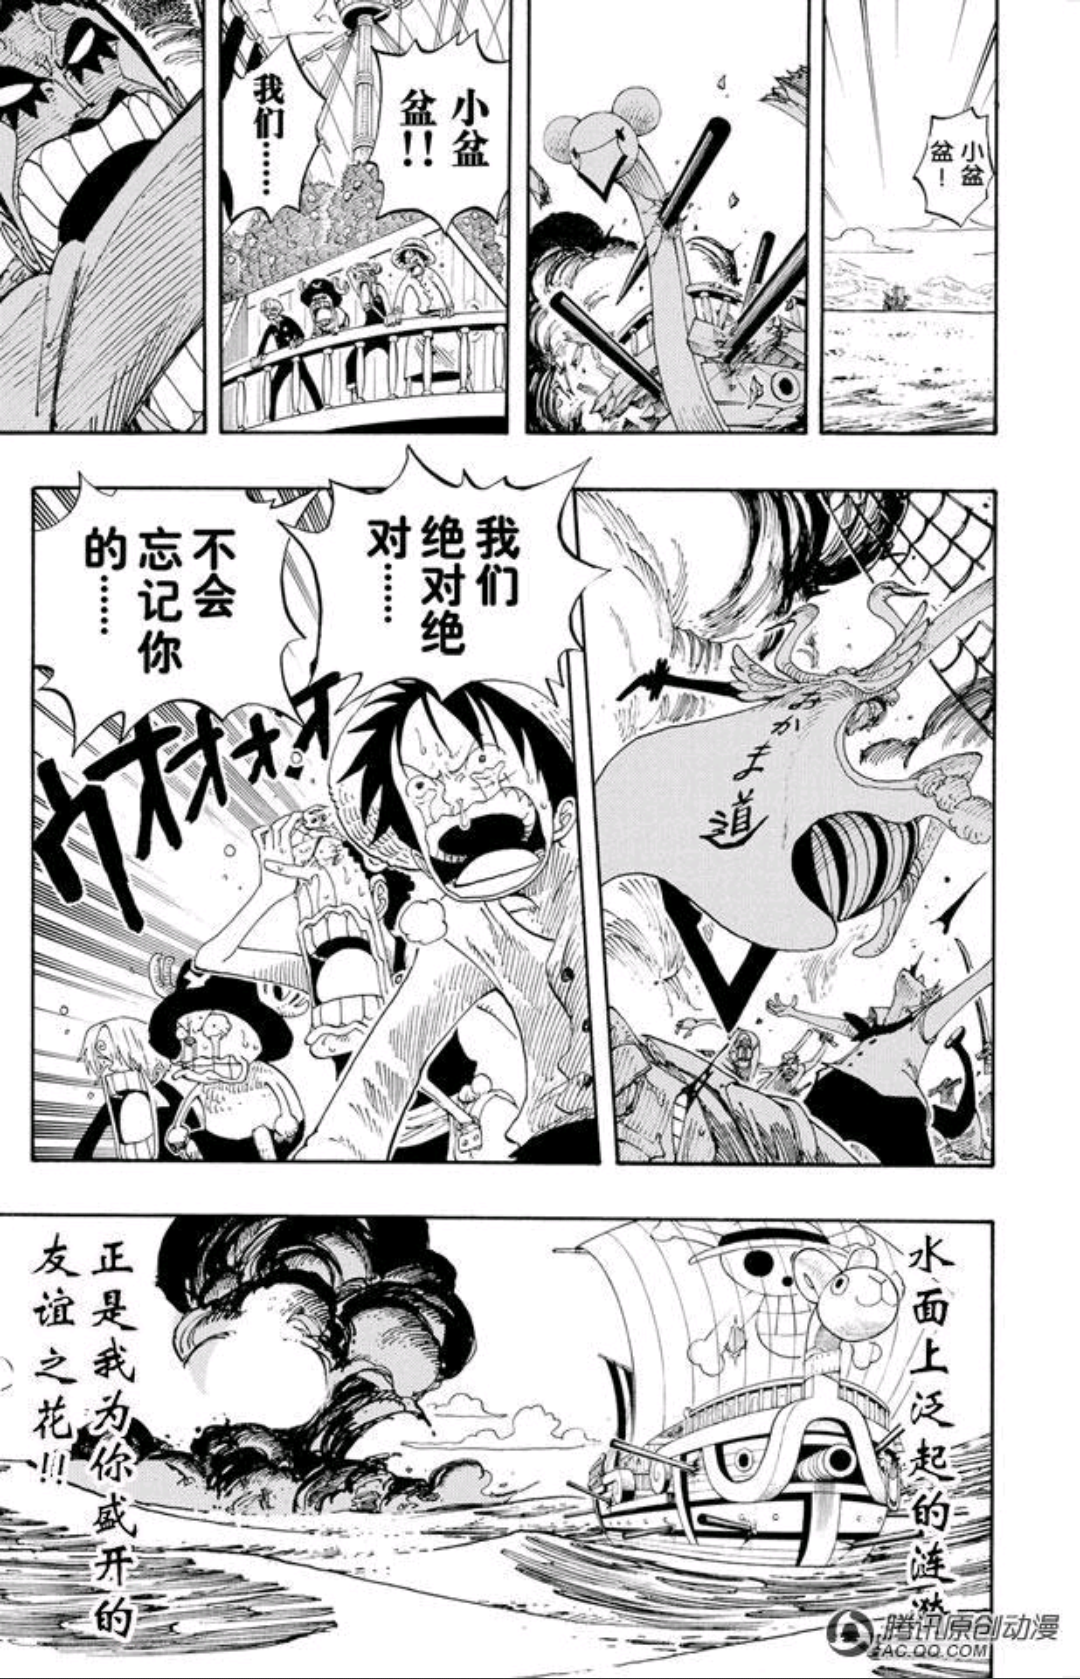 小盆
盆！
小盆
盆!!
我们……
おかま道
我们
绝对绝
对……
不会
忘记你
的……
ウオオオオ
水面上泛起的涟漪
正是我为你盛开的
友谊之花!!
腾讯原创动漫
AC.QQ.COM